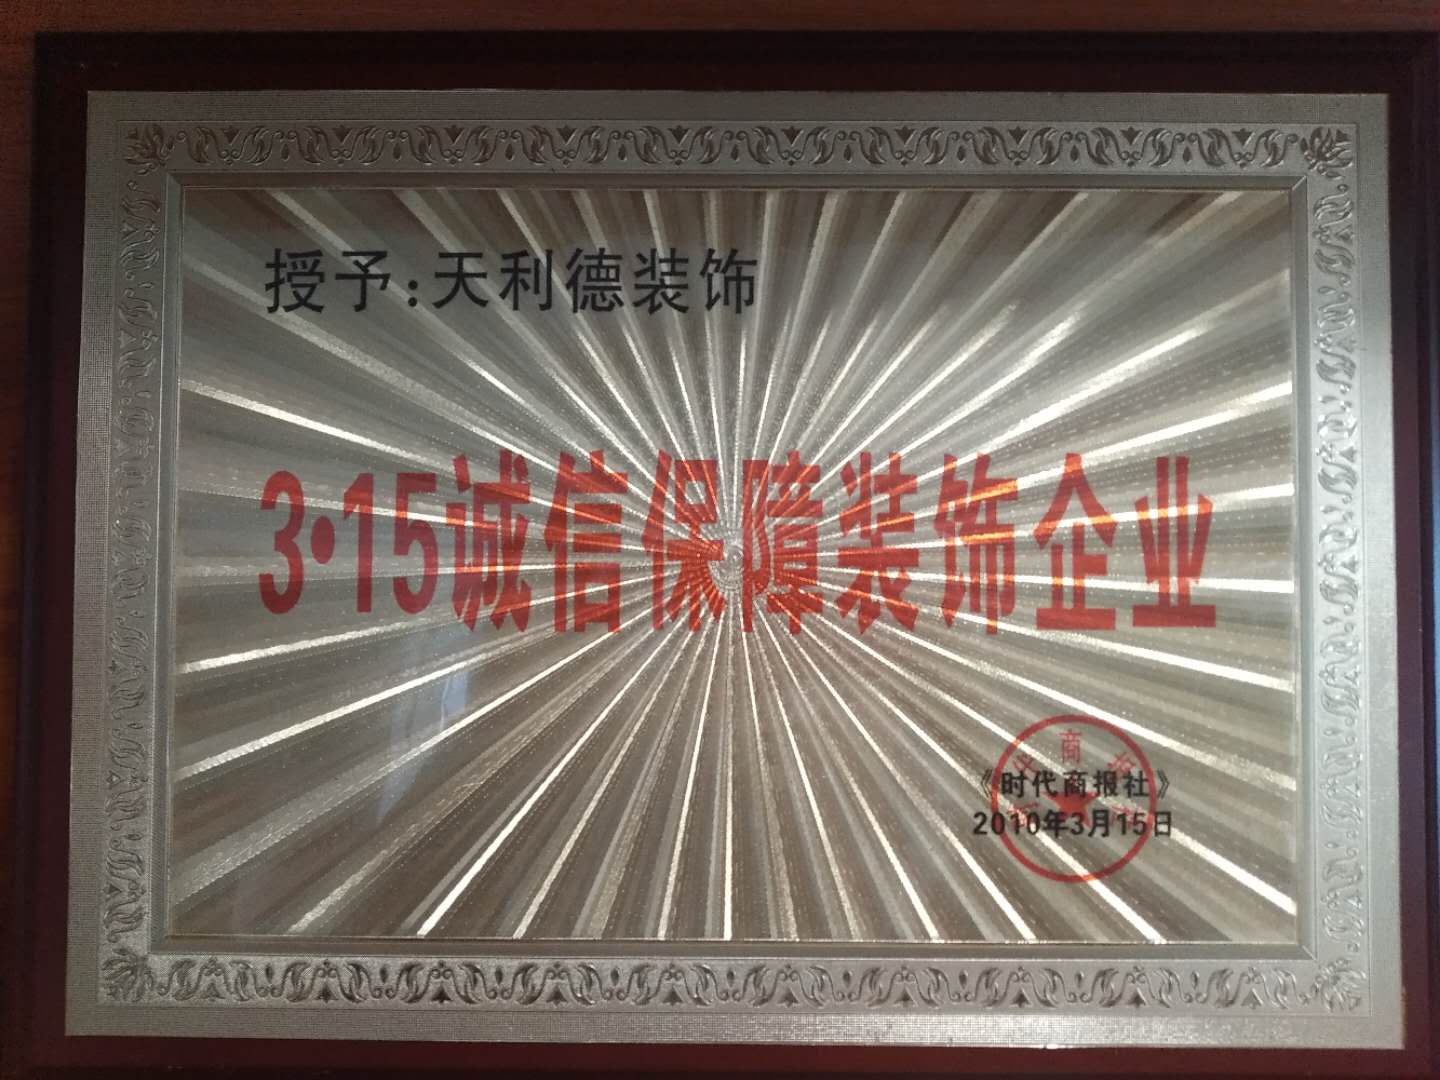 授予:天利德装饰
3·15诚信保障装饰企业
商
《时代商报社》
2010年3月15日